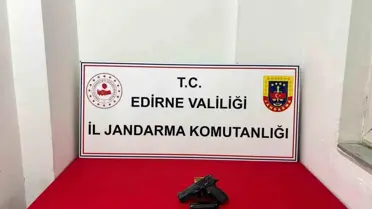 T.C.
EDİRNE VALİLİĞİ
İL JANDARMA KOMUTANLIĞI